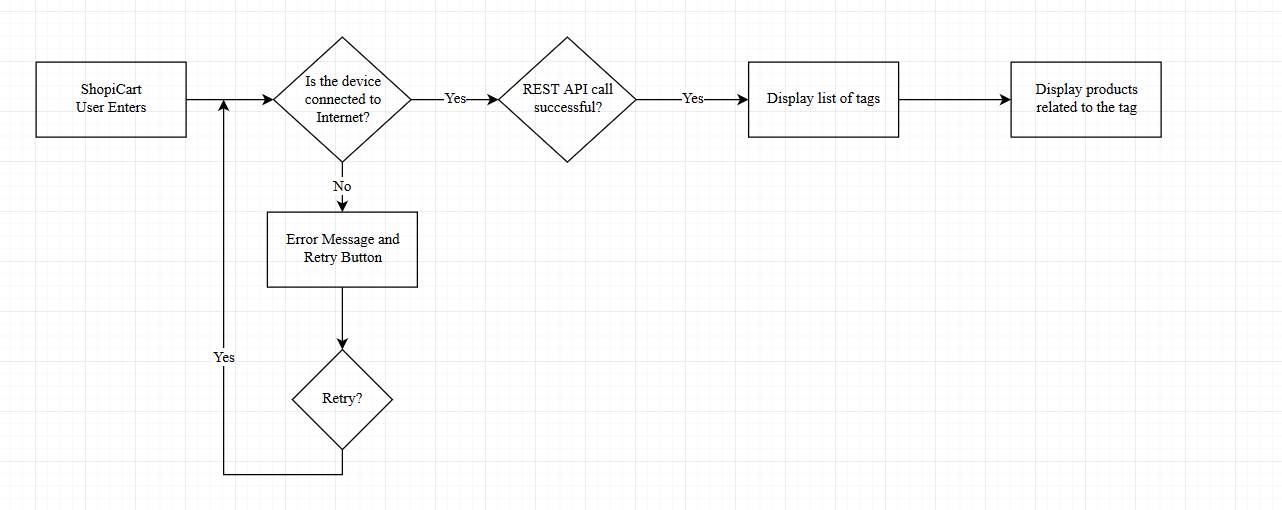 ShopiCart
User Enters
Is the device
connected to
Internet?
Yes
REST API call
successful?
Yes
Display list of tags
Display products
related to the tag
No
Error Message and
Retry Button
Yes
Retry?